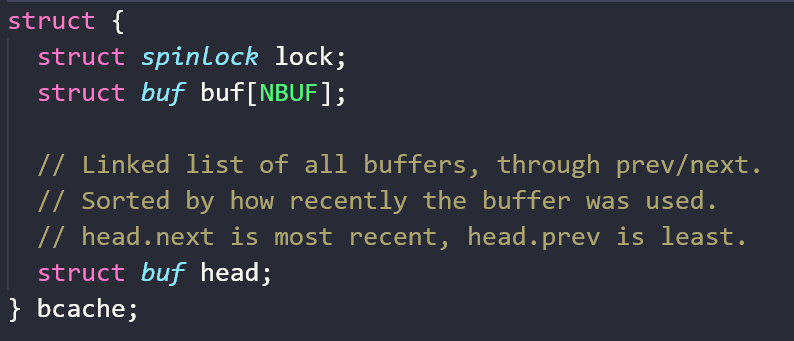 struct {
  struct spinlock lock;
  struct buf buf[NBUF];

  // Linked list of all buffers, through prev/next.
  // Sorted by how recently the buffer was used.
  // head.next is most recent, head.prev is least.
  struct buf head;
} bcache;